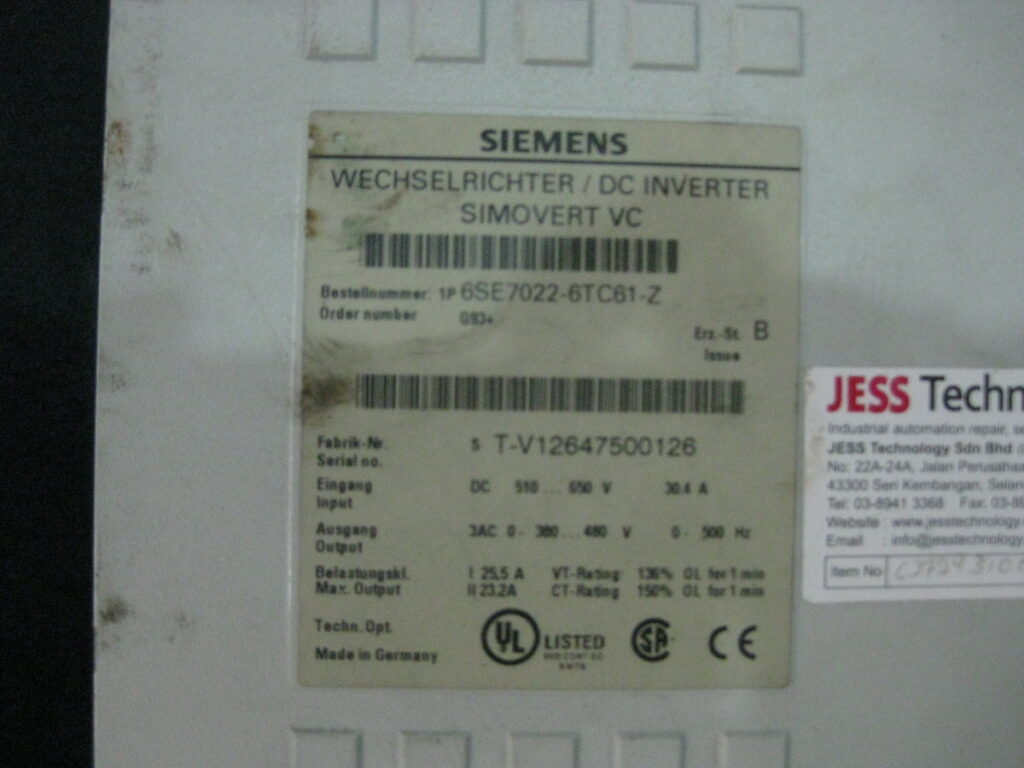 SIEMENS
WECHSELRICHTER / DC INVERTER
SIMOVERT VC
Bestellnummer: 1P 6SE7022-6TC61-Z
Order number
Erz.-St. B
Issue
Fabrik-Nr. S T-V12647500126
Serial no.
Eingang DC 510 ... 650 V 30.4 A
Input
Ausgang 3AC 0- 380 ... 480 V 0- 500 Hz
Output
Belastungskl. I 25,5 A VT-Rating 136% OL for 1 min
Max. Output II 23.2A CT-Rating 150% OL for 1 min
Techn. Opt.
Made in Germany
UL LISTED SA CE
JESS Techn
Industrial automation repair, se
JESS Technology Sdn Bhd
No: 22A-24A, Jalan Perusahaa
43300 Seri Kembangan, Selan
Tel: 03-8941 3368 Fax: 03-89
Website : www.jesstechnology.
Email : info@jesstechnology.
Item No